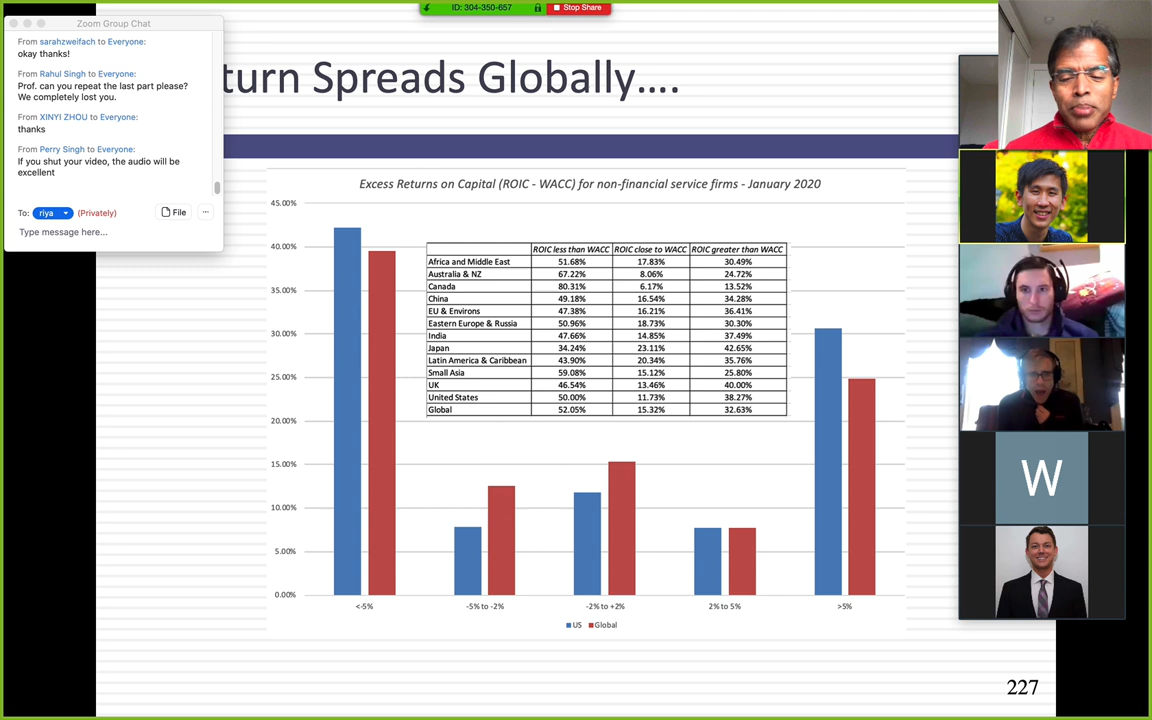 ID: 304-350-657
Stop Share
Zoom Group Chat
From sarahzweifach to Everyone:
okay thanks!
From Rahul Singh to Everyone:
Prof. can you repeat the last part please?
We completely lost you.
From XINYI ZHOU to Everyone:
thanks
From Perry Singh to Everyone:
If you shut your video, the audio will be
excellent
To: riya (Privately)
File
...
Type message here...
turn Spreads Globally....
Excess Returns on Capital (ROIC - WACC) for non-financial service firms - January 2020
45.00%
40.00%
35.00%
30.00%
25.00%
20.00%
15.00%
10.00%
5.00%
0.00%
ROIC less than WACC ROIC close to WACC ROIC greater than WACC
Africa and Middle East 51.68% 17.83% 30.49%
Australia & NZ 67.22% 8.06% 24.72%
Canada 80.31% 6.17% 13.52%
China 49.18% 16.54% 34.28%
EU & Environs 47.38% 16.21% 36.41%
Eastern Europe & Russia 50.96% 18.73% 30.30%
India 47.66% 14.85% 37.49%
Japan 34.24% 23.11% 42.65%
Latin America & Caribbean 43.90% 20.34% 35.76%
Small Asia 59.08% 15.12% 25.80%
UK 46.54% 13.46% 40.00%
United States 50.00% 11.73% 38.27%
Global 52.05% 15.32% 32.63%
<-5% -5% to -2% -2% to +2% 2% to 5% >5%
US Global
W
227